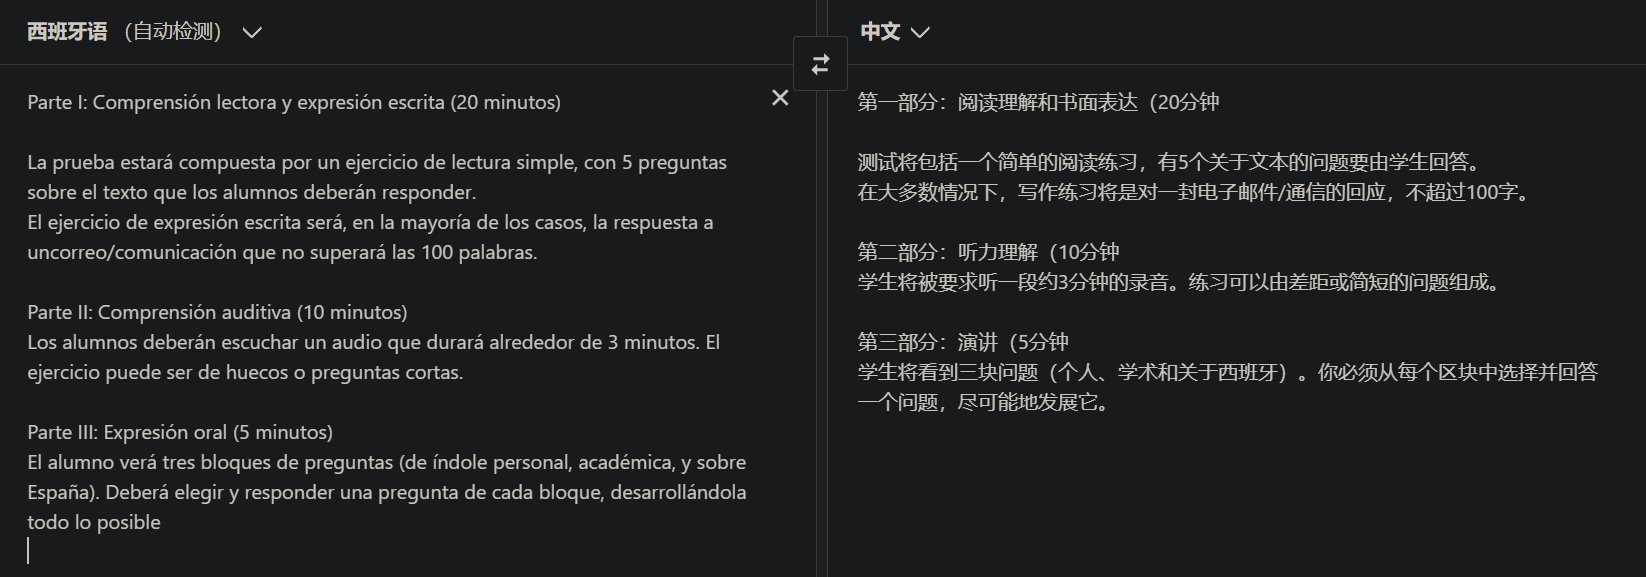 西班牙语 （自动检测）
中文
Parte I: Comprensión lectora y expresión escrita (20 minutos)
La prueba estará compuesta por un ejercicio de lectura simple, con 5 preguntas
sobre el texto que los alumnos deberán responder.
El ejercicio de expresión escrita será, en la mayoría de los casos, la respuesta a
uncorreo/comunicación que no superará las 100 palabras.
Parte II: Comprensión auditiva (10 minutos)
Los alumnos deberán escuchar un audio que durará alrededor de 3 minutos. El
ejercicio puede ser de huecos o preguntas cortas.
Parte III: Expresión oral (5 minutos)
El alumno verá tres bloques de preguntas (de índole personal, académica, y sobre
España). Deberá elegir y responder una pregunta de cada bloque, desarrollándola
todo lo posible
第一部分：阅读理解和书面表达（20分钟
测试将包括一个简单的阅读练习，有5个关于文本的问题要由学生回答。
在大多数情况下，写作练习将是对一封电子邮件/通信的回应，不超过100字。
第二部分：听力理解（10分钟
学生将被要求听一段约3分钟的录音。练习可以由差距或简短的问题组成。
第三部分：演讲（5分钟
学生将看到三块问题（个人、学术和关于西班牙）。你必须从每个区块中选择并回答
一个问题，尽可能地发展它。